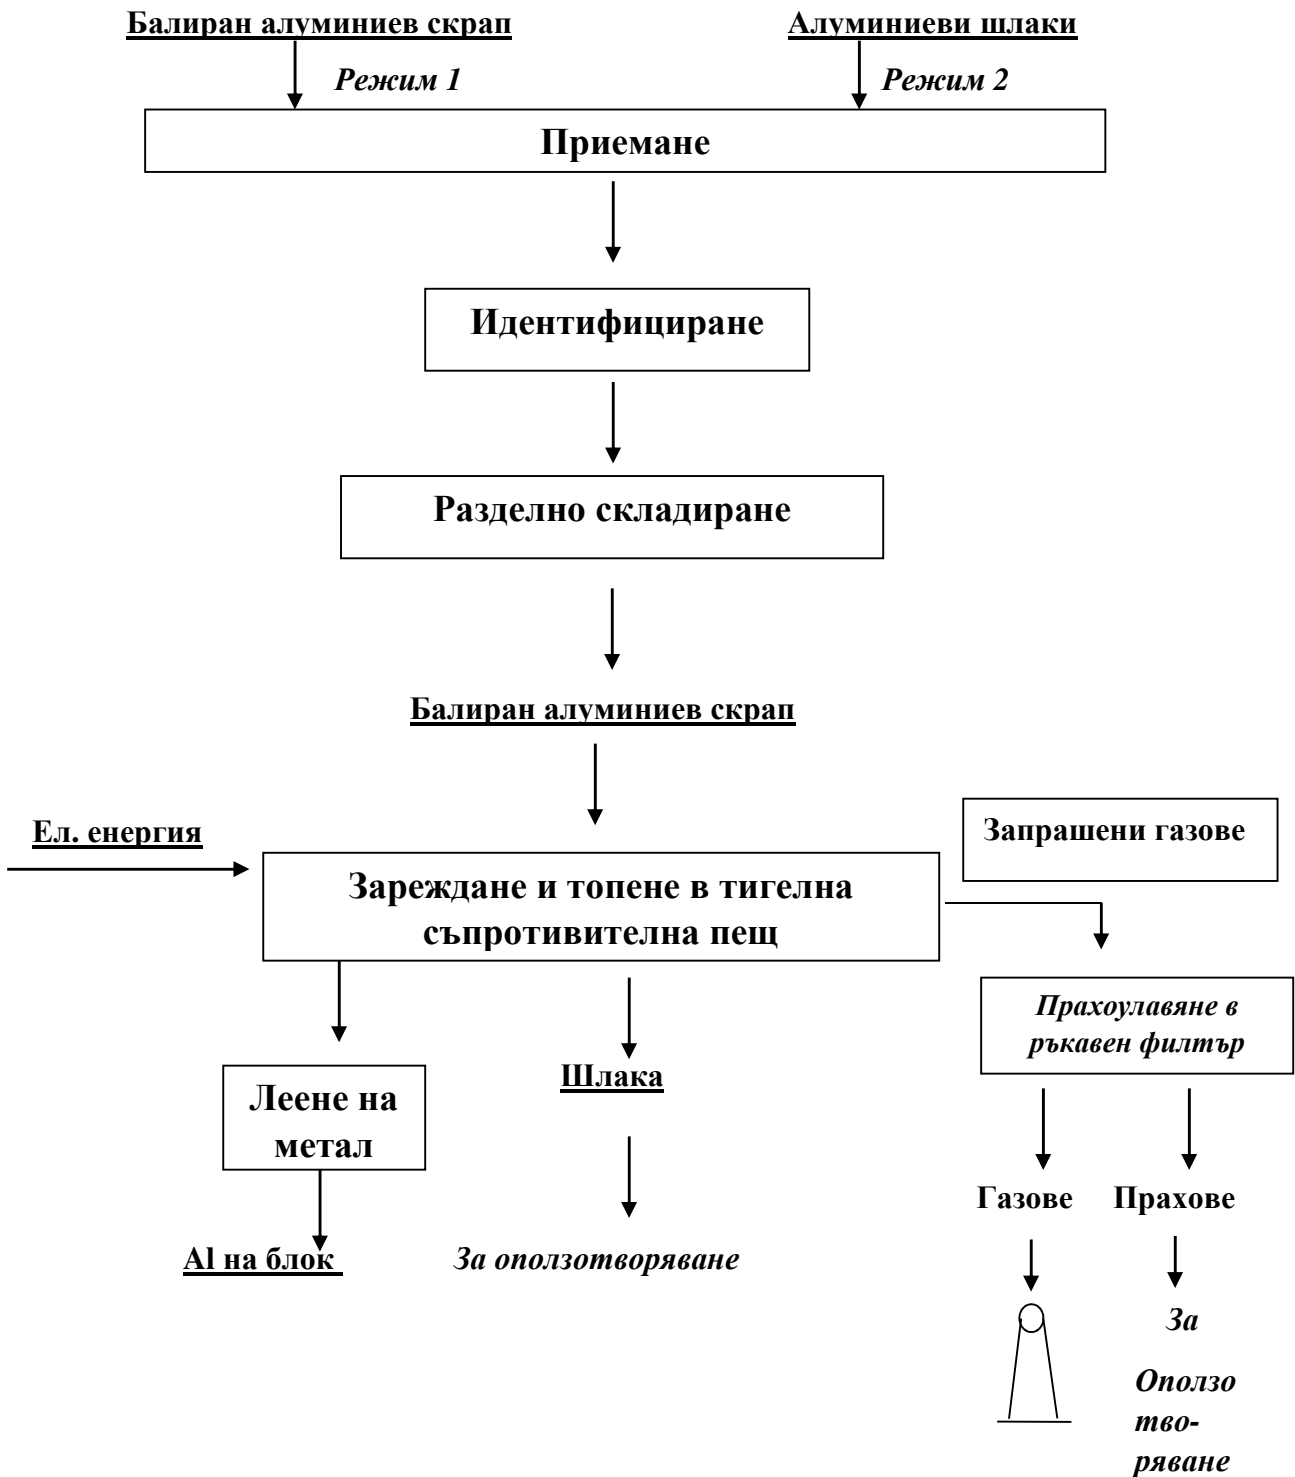 Балиран алуминиев скрап
Алуминиеви шлаки
Режим 1
Режим 2
Приемане
Идентифициране
Разделно складиране
Балиран алуминиев скрап
Ел. енергия
Запрашени газове
Зареждане и топене в тигелна
съпротивителна пещ
Прахоулавяне в
ръкавен филтър
Леене на
метал
Шлака
Газове
Прахове
Al на блок
За оползотворяване
За
Оползо
тво-
ряване